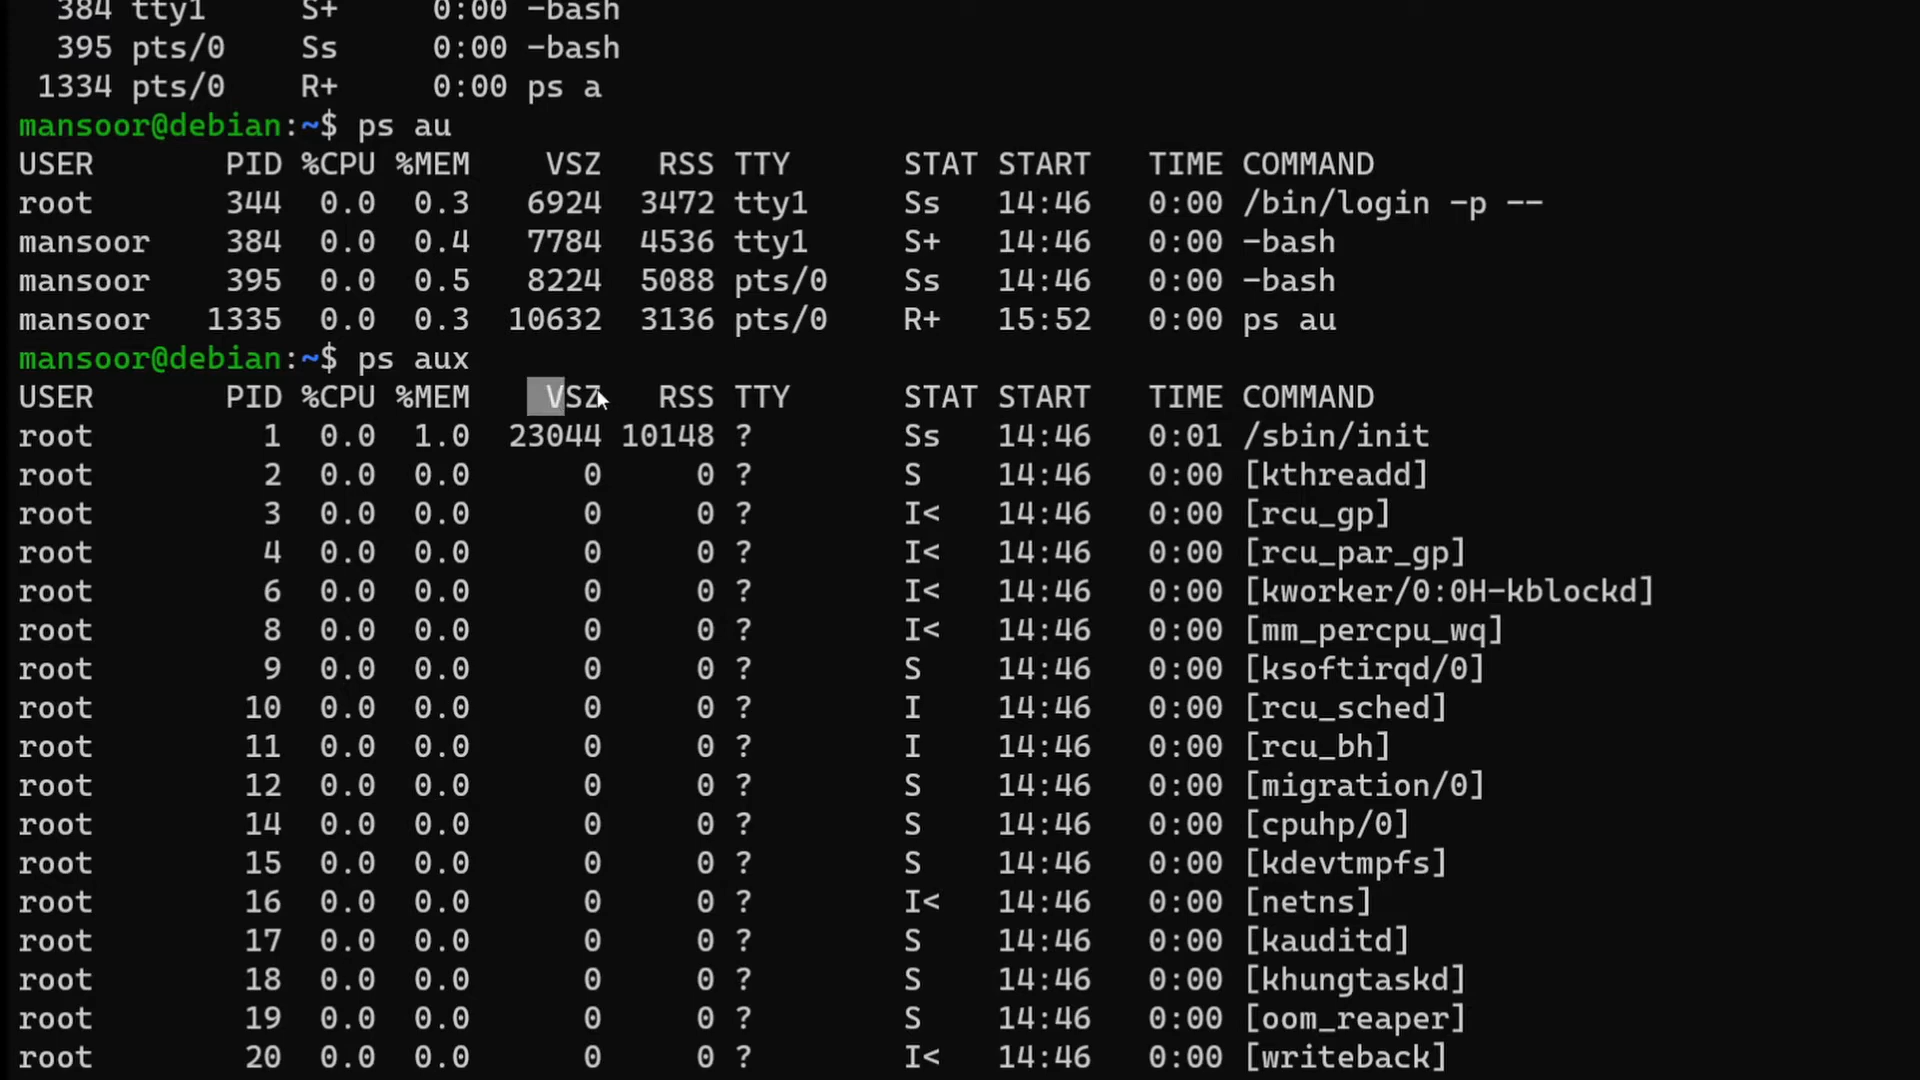 384 tty1 S+ 0:00 -bash
395 pts/0 Ss 0:00 -bash
1334 pts/0 R+ 0:00 ps a
mansoor@debian:~$ ps au
USER PID %CPU %MEM VSZ RSS TTY STAT START TIME COMMAND
root 344 0.0 0.3 6924 3472 tty1 Ss 14:46 0:00 /bin/login -p --
mansoor 384 0.0 0.4 7784 4536 tty1 S+ 14:46 0:00 -bash
mansoor 395 0.0 0.5 8224 5088 pts/0 Ss 14:46 0:00 -bash
mansoor 1335 0.0 0.3 10632 3136 pts/0 R+ 15:52 0:00 ps au
mansoor@debian:~$ ps aux
USER PID %CPU %MEM VSZ RSS TTY STAT START TIME COMMAND
root 1 0.0 1.0 23044 10148 ? Ss 14:46 0:01 /sbin/init
root 2 0.0 0.0 0 0 ? S 14:46 0:00 [kthreadd]
root 3 0.0 0.0 0 0 ? I< 14:46 0:00 [rcu_gp]
root 4 0.0 0.0 0 0 ? I< 14:46 0:00 [rcu_par_gp]
root 6 0.0 0.0 0 0 ? I< 14:46 0:00 [kworker/0:0H-kblockd]
root 8 0.0 0.0 0 0 ? I< 14:46 0:00 [mm_percpu_wq]
root 9 0.0 0.0 0 0 ? S 14:46 0:00 [ksoftirqd/0]
root 10 0.0 0.0 0 0 ? I 14:46 0:00 [rcu_sched]
root 11 0.0 0.0 0 0 ? I 14:46 0:00 [rcu_bh]
root 12 0.0 0.0 0 0 ? S 14:46 0:00 [migration/0]
root 14 0.0 0.0 0 0 ? S 14:46 0:00 [cpuhp/0]
root 15 0.0 0.0 0 0 ? S 14:46 0:00 [kdevtmpfs]
root 16 0.0 0.0 0 0 ? I< 14:46 0:00 [netns]
root 17 0.0 0.0 0 0 ? S 14:46 0:00 [kauditd]
root 18 0.0 0.0 0 0 ? S 14:46 0:00 [khungtaskd]
root 19 0.0 0.0 0 0 ? S 14:46 0:00 [oom_reaper]
root 20 0.0 0.0 0 0 ? I< 14:46 0:00 [writeback]